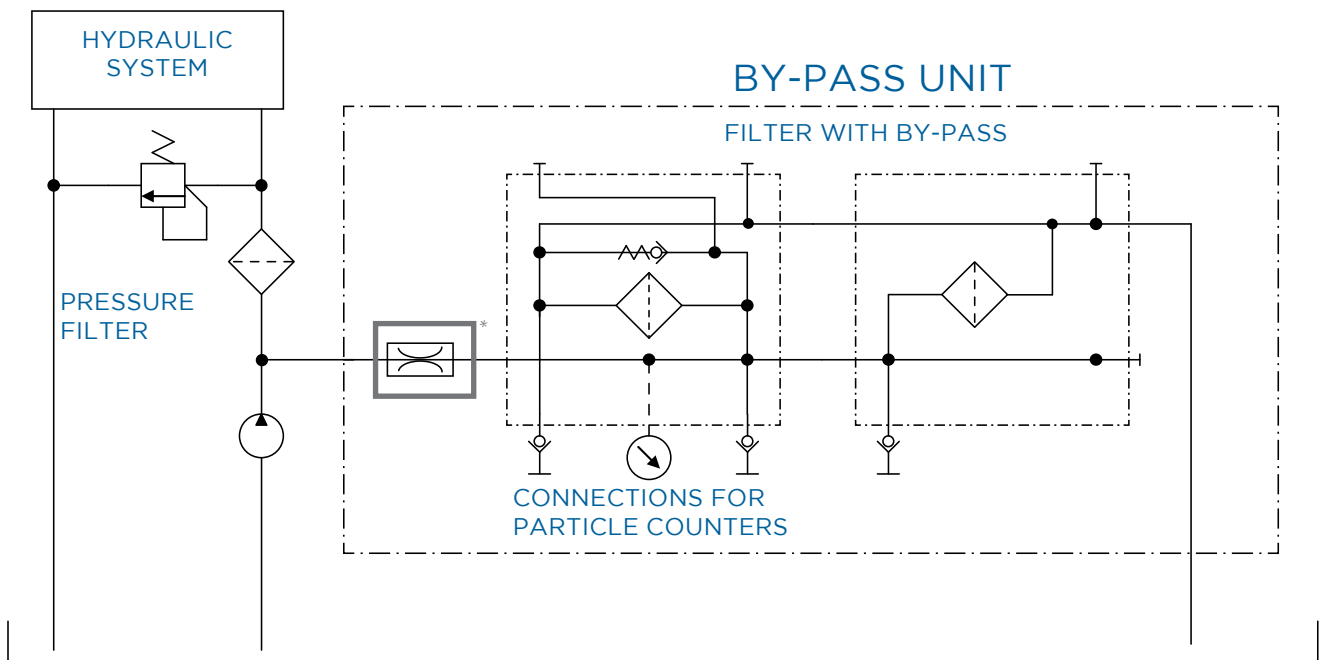 HYDRAULIC
SYSTEM
BY-PASS UNIT
FILTER WITH BY-PASS
PRESSURE
FILTER
*
CONNECTIONS FOR
PARTICLE COUNTERS